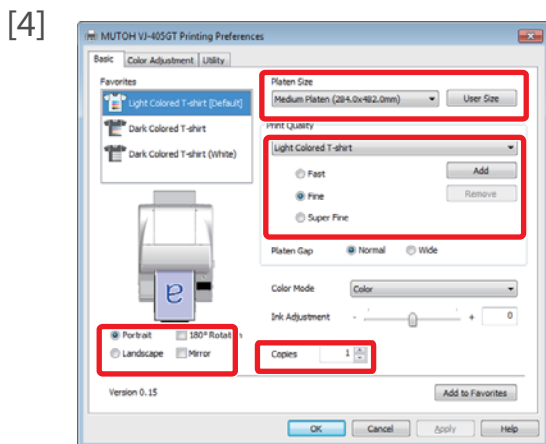 [4]
MUTOH VJ-405GT Printing Preferences
Basic Color Adjustment Utility
Favorites
Light Colored T-shirt [Default]
Dark Colored T-shirt
Dark Colored T-shirt (White)
Platen Size
Medium Platen (284.0x482.0mm) User Size
Print Quality
Light Colored T-shirt
Fast Add
Fine Remove
Super Fine
Platen Gap Normal Wide
Color Mode Color
Ink Adjustment - + 0
a
Portrait 180° Rotation
Landscape Mirror
Copies 1
Version 0.15 Add to Favorites
OK Cancel Apply Help